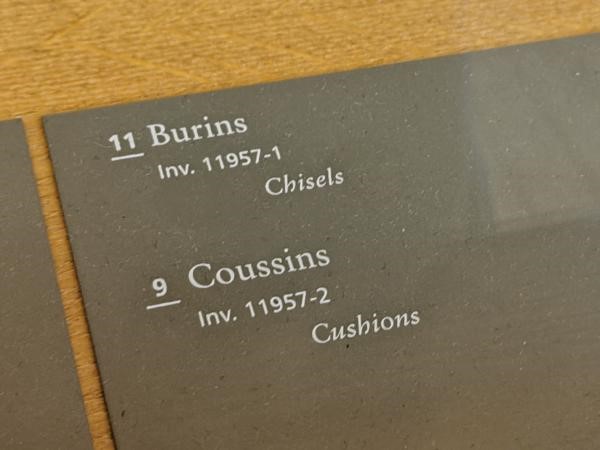 11 Burins
Inv. 11957-1
Chisels
9 Coussins
Inv. 11957-2
Cushions